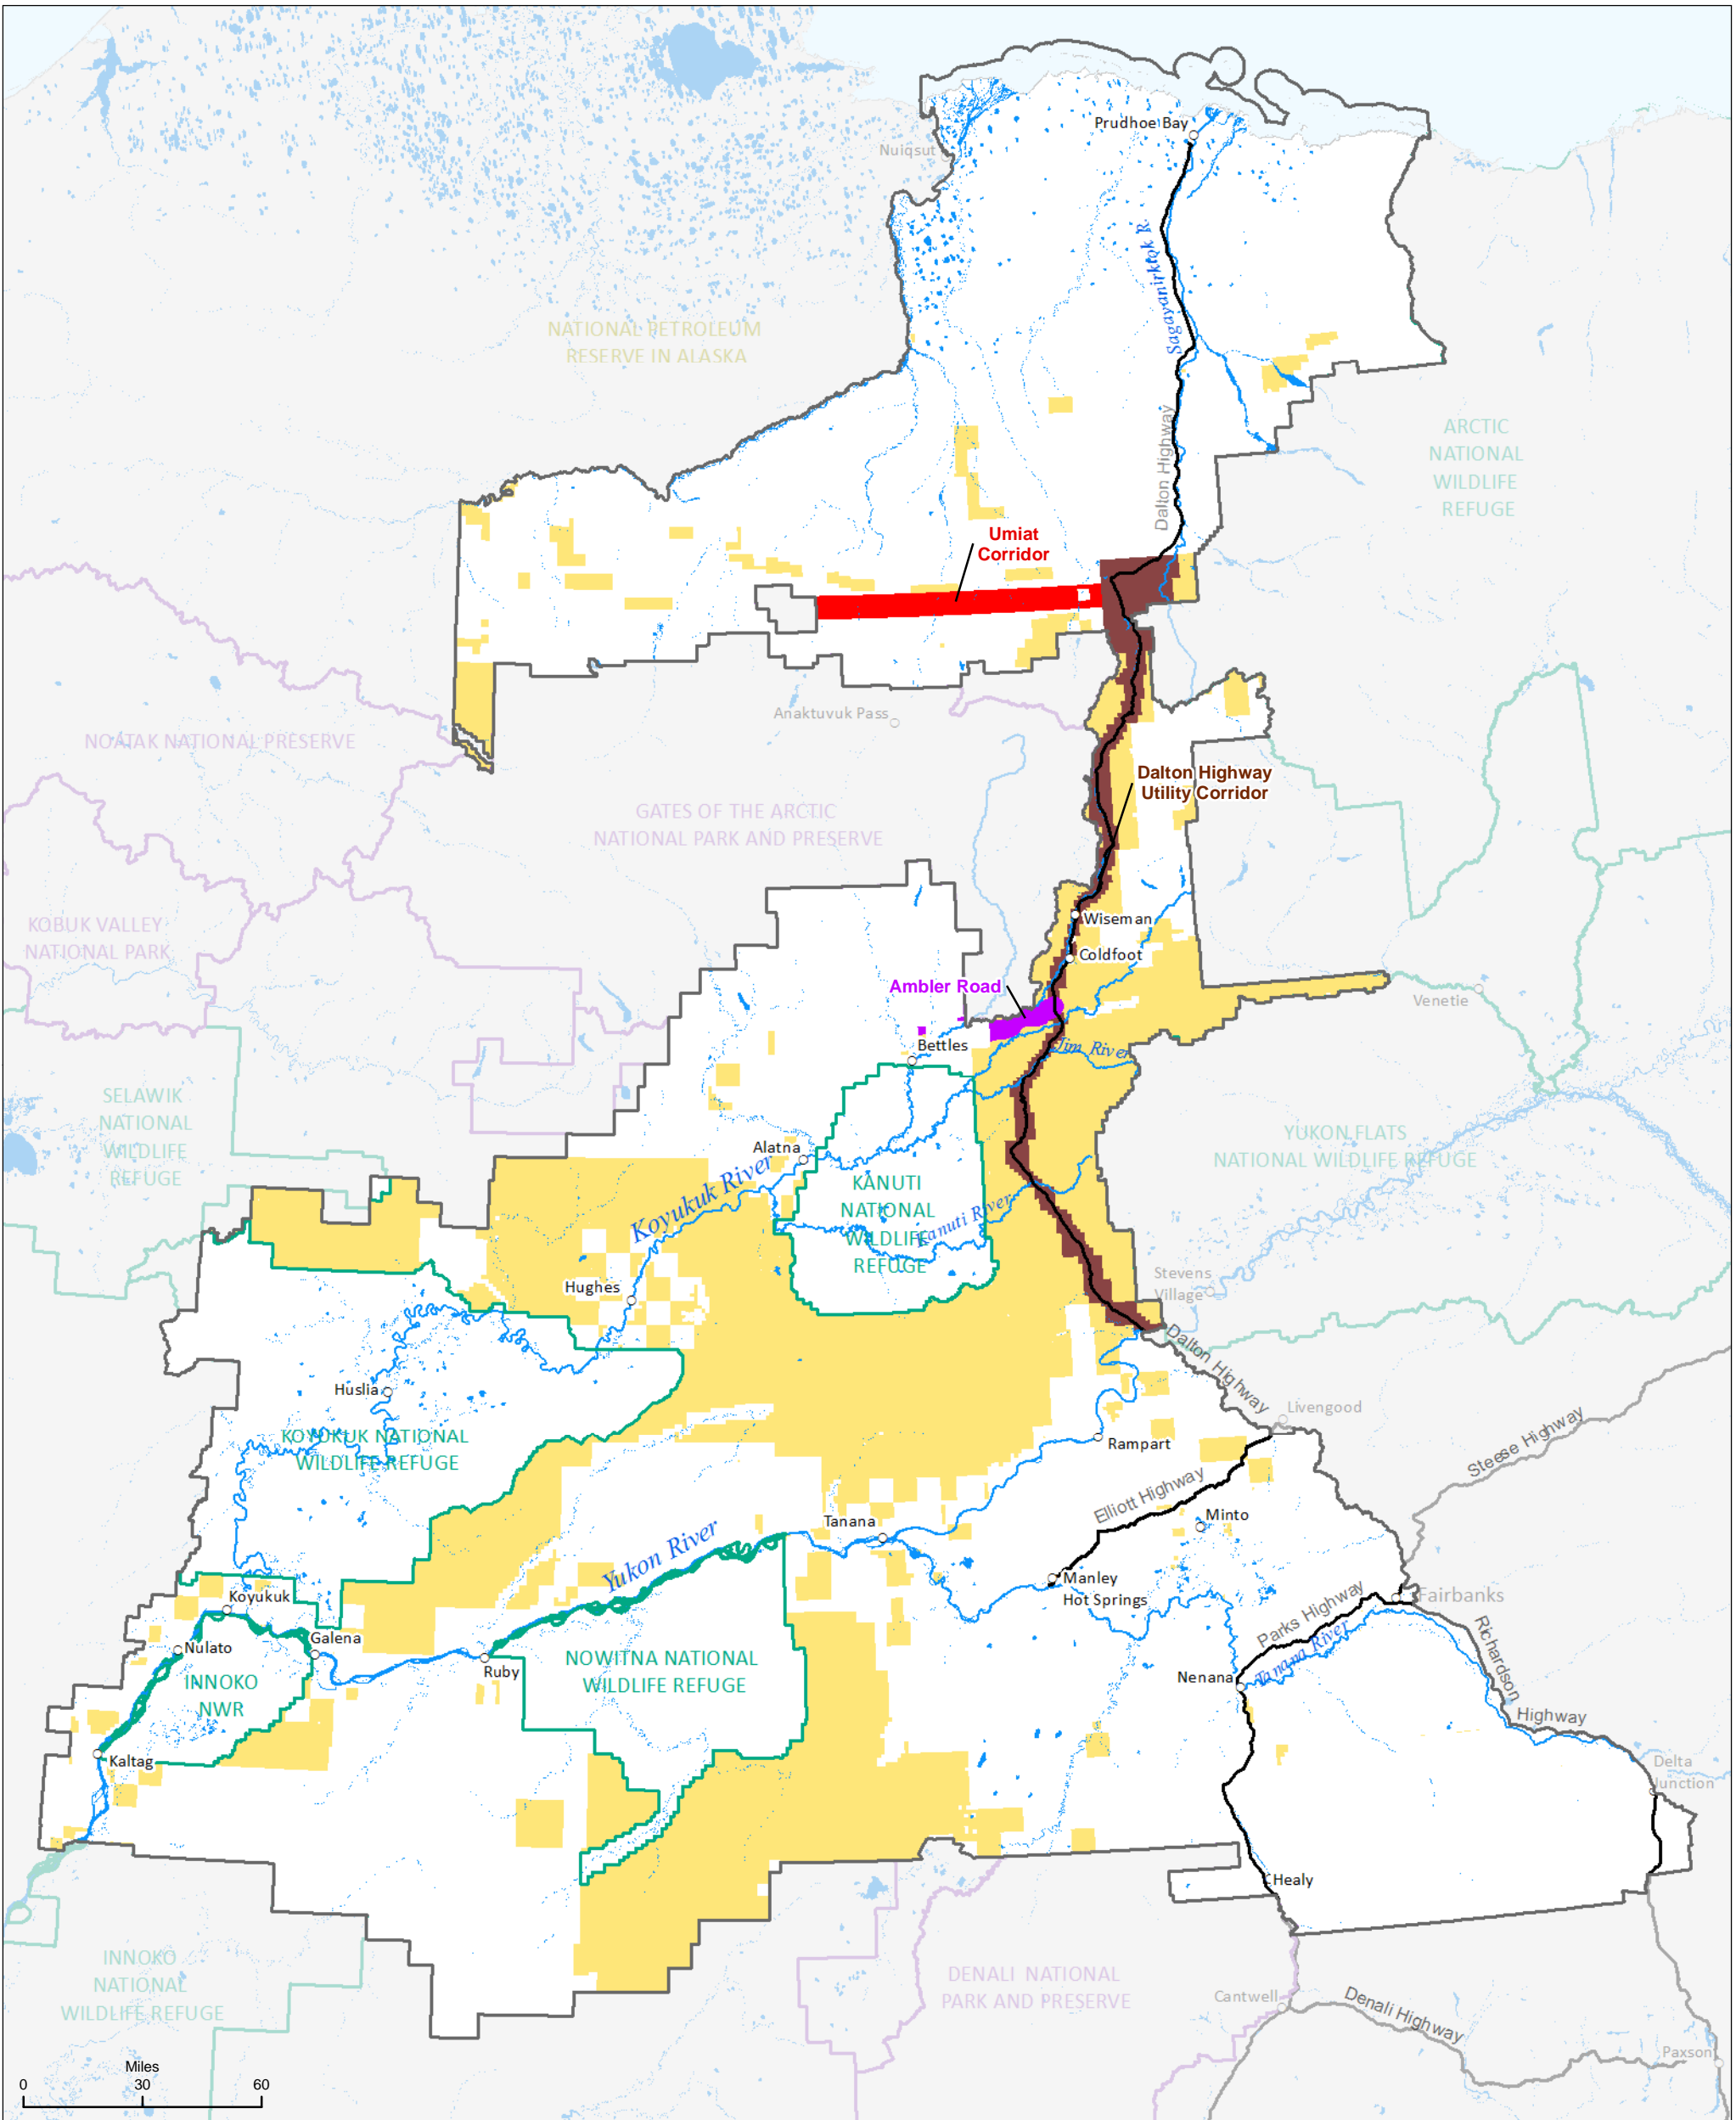 Prudhoe Bay
Nuiqsut
Sagavanirktok R.
NATIONAL PETROLEUM
RESERVE IN ALASKA
Dalton Highway
ARCTIC
NATIONAL
WILDLIFE
REFUGE
Umiat
Corridor
Anaktuvuk Pass
NOATAK NATIONAL PRESERVE
Dalton Highway
Utility Corridor
GATES OF THE ARCTIC
NATIONAL PARK AND PRESERVE
KOBUK VALLEY
NATIONAL PARK
Wiseman
Coldfoot
Ambler Road
Venetie
Bettles
Jim River
SELAWIK
NATIONAL
WILDLIFE
REFUGE
YUKON FLATS
NATIONAL WILDLIFE REFUGE
Alatna
Koyukuk River
KANUTI
NATIONAL
WILDLIFE
REFUGE
Kanuti River
Hughes
Stevens
Village
Dalton Highway
Huslia
Livengood
KOYUKUK NATIONAL
WILDLIFE REFUGE
Rampart
Steese Highway
Elliott Highway
Tanana
Minto
Yukon River
Manley
Hot Springs
Koyukuk
Parks Highway
Fairbanks
Nulato
Galena
Tanana River
Richardson
Highway
Ruby
NOWITNA NATIONAL
WILDLIFE REFUGE
INNOKO
NWR
Nenana
Kaltag
Delta
Junction
Healy
INNOKO
NATIONAL
WILDLIFE REFUGE
DENALI NATIONAL
PARK AND PRESERVE
Cantwell
Denali Highway
Paxson
Miles
0 30 60